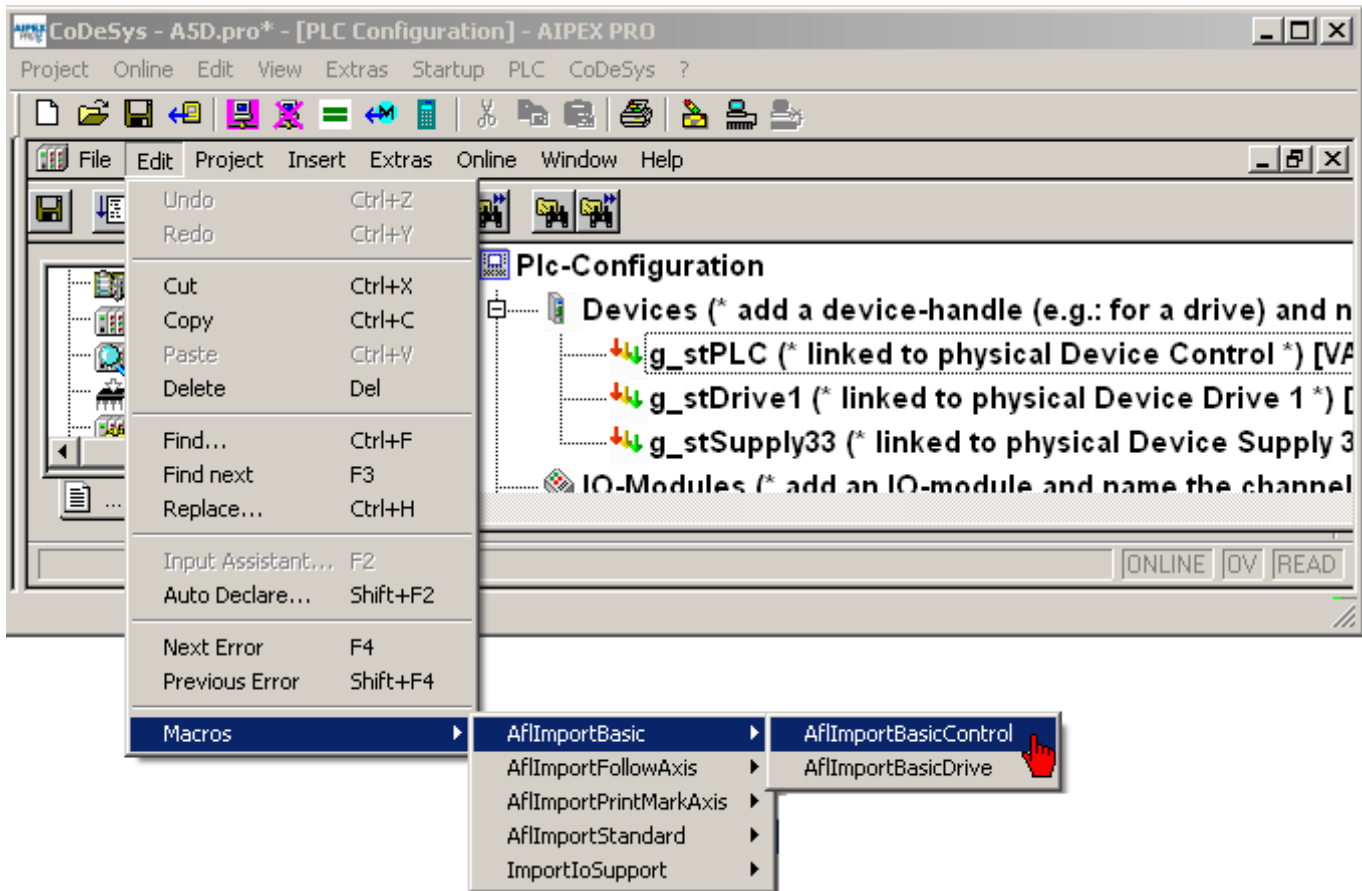 CoDeSys - A5D.pro* - [PLC Configuration] - AIPEX PRO
Project Online Edit View Extras Startup PLC CoDeSys ?
File Edit Project Insert Extras Online Window Help
Undo Ctrl+Z
Redo Ctrl+Y
Cut Ctrl+X
Copy Ctrl+C
Paste Ctrl+V
Delete Del
Find... Ctrl+F
Find next F3
Replace... Ctrl+H
Input Assistant... F2
Auto Declare... Shift+F2
Next Error F4
Previous Error Shift+F4
Macros
AflImportBasic
AflImportFollowAxis
AflImportPrintMarkAxis
AflImportStandard
ImportIoSupport
AflImportBasicControl
AflImportBasicDrive
Plc-Configuration
Devices (* add a device-handle (e.g.: for a drive) and n
g_stPLC (* linked to physical Device Control *) [VA
g_stDrive1 (* linked to physical Device Drive 1 *) [
g_stSupply33 (* linked to physical Device Supply 3
IO-Modules (* add an IO-module and name the channel
...
ONLINE OV READ